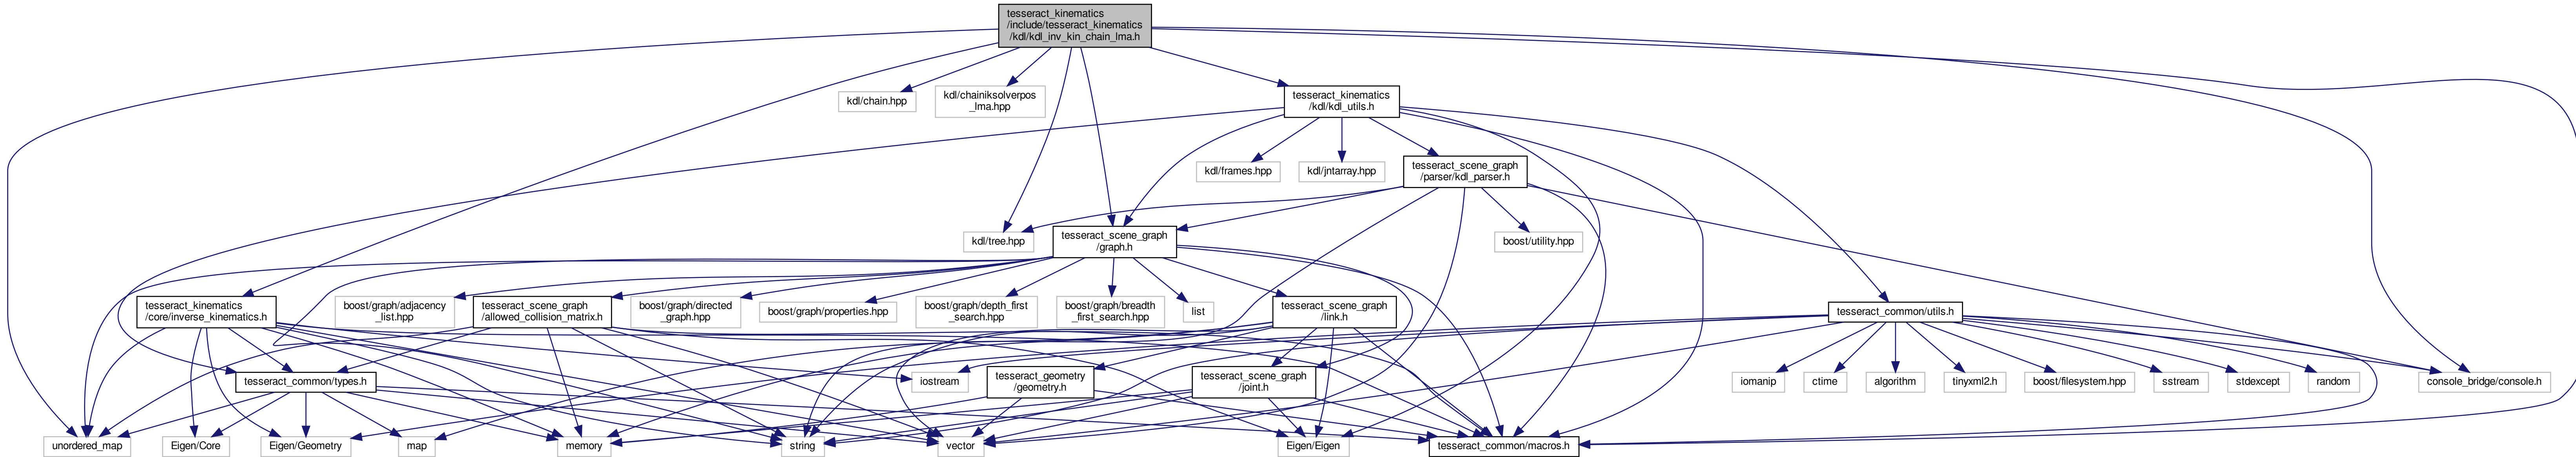 tesseract_kinematics
/include/tesseract_kinematics
/kdl/kdl_inv_kin_chain_lma.h
kdl/chain.hpp
kdl/chainiksolverpos
_lma.hpp
tesseract_kinematics
/kdl/kdl_utils.h
kdl/frames.hpp
kdl/jntarray.hpp
tesseract_scene_graph
/parser/kdl_parser.h
kdl/tree.hpp
tesseract_scene_graph
/graph.h
boost/utility.hpp
tesseract_kinematics
/core/inverse_kinematics.h
boost/graph/adjacency
_list.hpp
tesseract_scene_graph
/allowed_collision_matrix.h
boost/graph/directed
_graph.hpp
boost/graph/properties.hpp
boost/graph/depth_first
_search.hpp
boost/graph/breadth
_first_search.hpp
list
tesseract_scene_graph
/link.h
tesseract_common/utils.h
tesseract_common/types.h
iostream
tesseract_geometry
/geometry.h
tesseract_scene_graph
/joint.h
iomanip
ctime
algorithm
tinyxml2.h
boost/filesystem.hpp
sstream
stdexcept
random
console_bridge/console.h
unordered_map
Eigen/Core
Eigen/Geometry
map
memory
string
vector
Eigen/Eigen
tesseract_common/macros.h